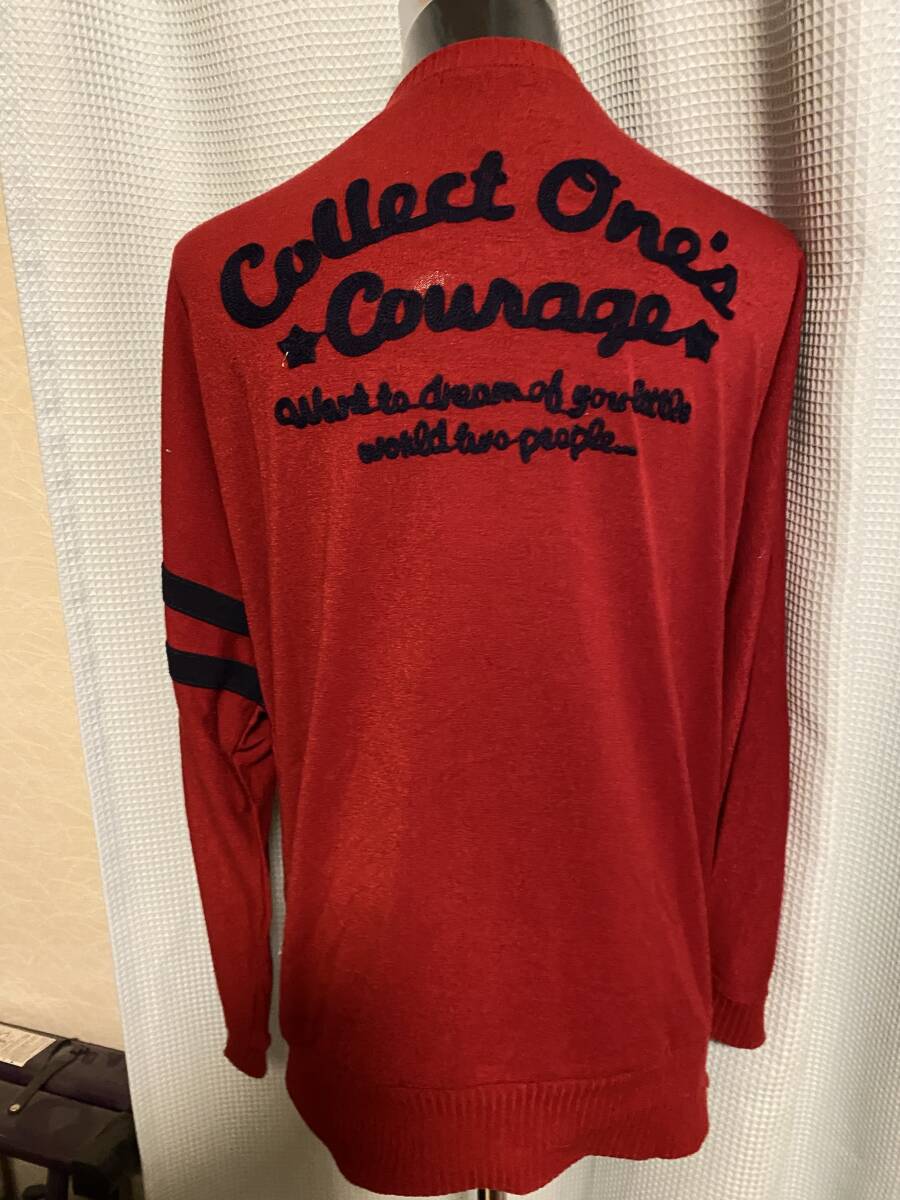 Collect One's
Courage
Want to dream of your little
world two people...